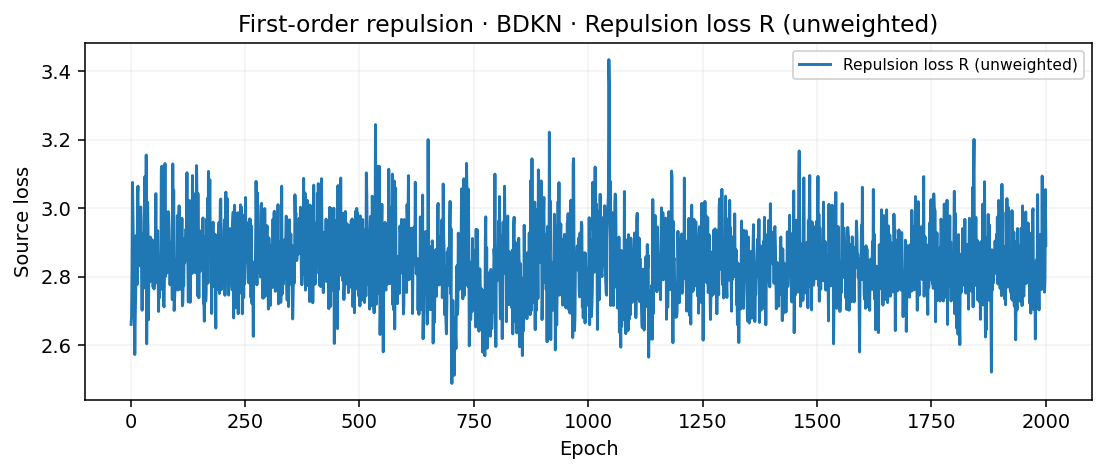 First-order repulsion · BDKN · Repulsion loss R (unweighted)
Repulsion loss R (unweighted)
Source loss
3.4
3.2
3.0
2.8
2.6
0 250 500 750 1000 1250 1500 1750 2000
Epoch